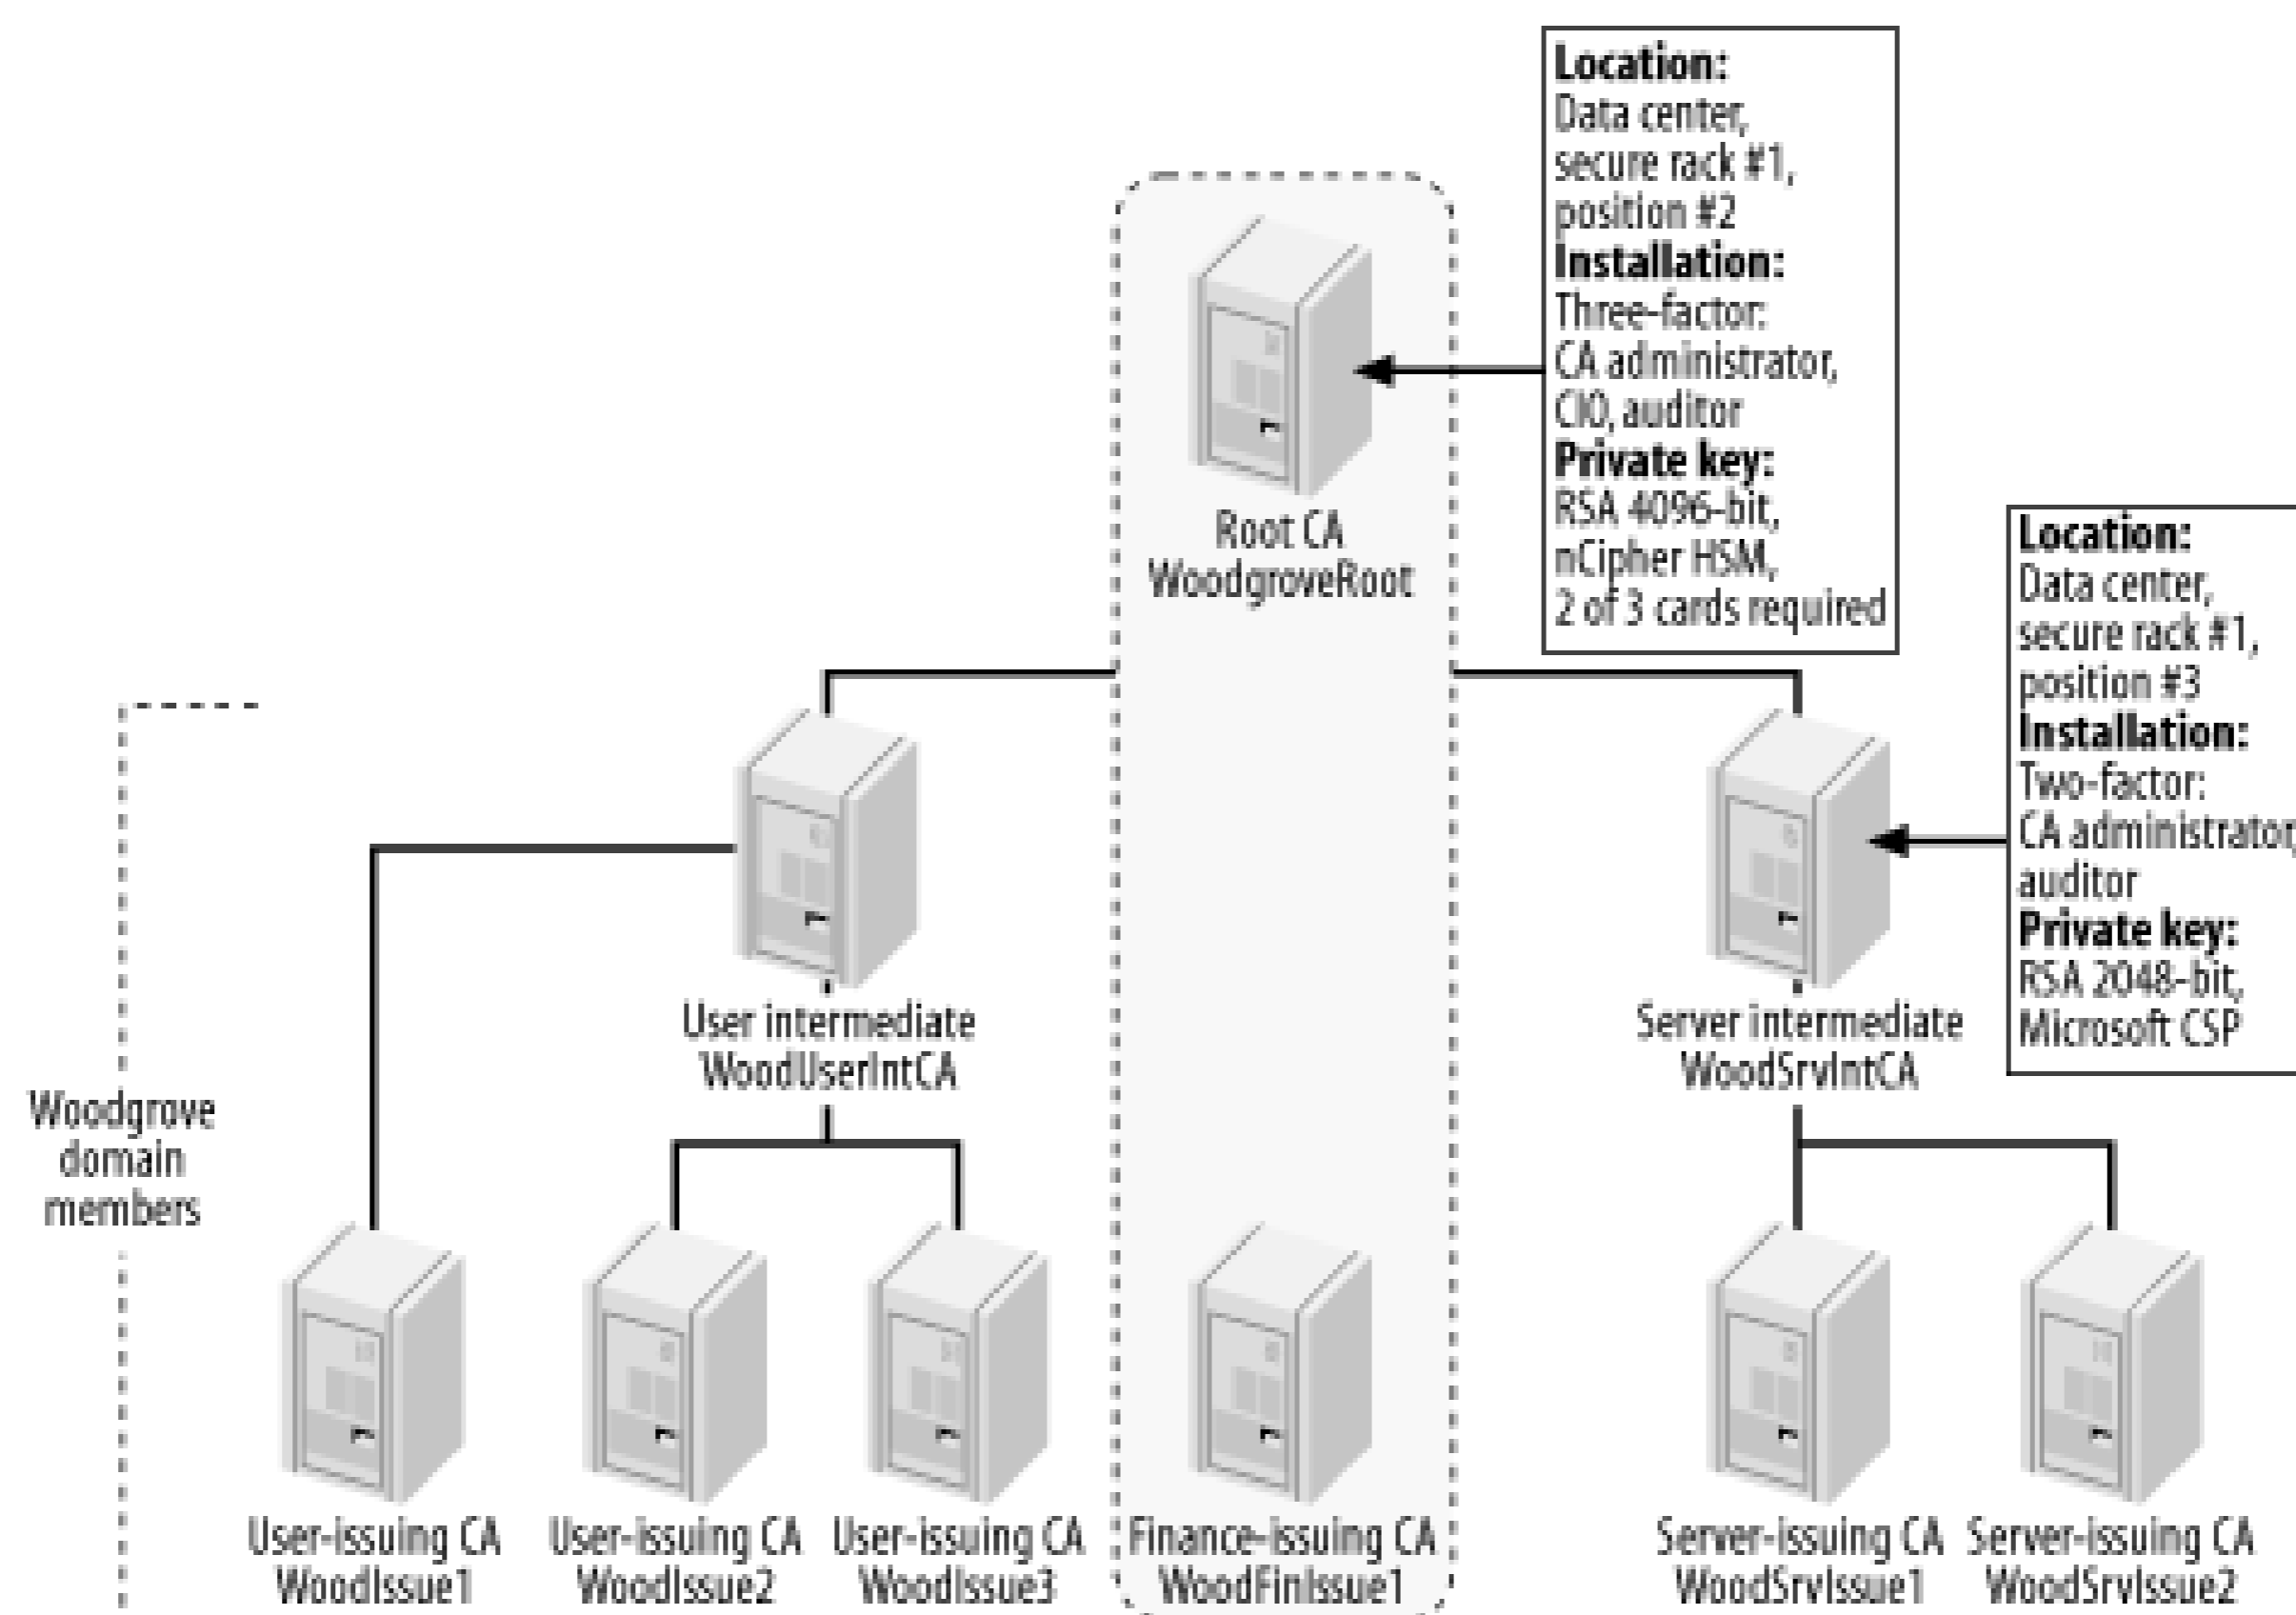 Location:
Data center,
secure rack #1,
position #2
Installation:
Three-factor:
CA administrator,
CIO, auditor
Private key:
RSA 4096-bit,
nCipher HSM,
2 of 3 cards required
Root CA
WoodgroveRoot
Location:
Data center,
secure rack #1,
position #3
Installation:
Two-factor:
CA administrator,
auditor
Private key:
RSA 2048-bit,
Microsoft CSP
User intermediate
WoodUserIntCA
Server intermediate
WoodSrvIntCA
Woodgrove
domain
members
User-issuing CA
WoodIssue1
User-issuing CA
WoodIssue2
User-issuing CA
WoodIssue3
Finance-issuing CA
WoodFinIssue1
Server-issuing CA
WoodSrvIssue1
Server-issuing CA
WoodSrvIssue2